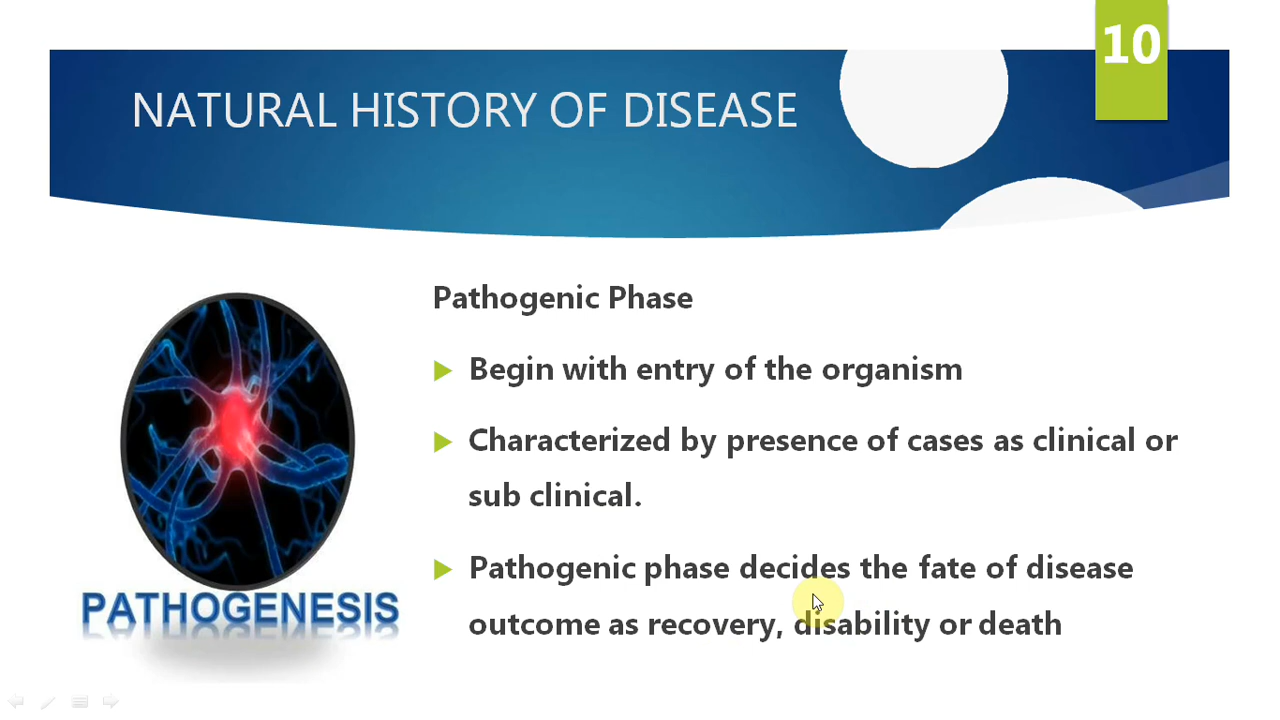 10
NATURAL HISTORY OF DISEASE
Pathogenic Phase
Begin with entry of the organism
Characterized by presence of cases as clinical or
sub clinical.
Pathogenic phase decides the fate of disease
outcome as recovery, disability or death
PATHOGENESIS